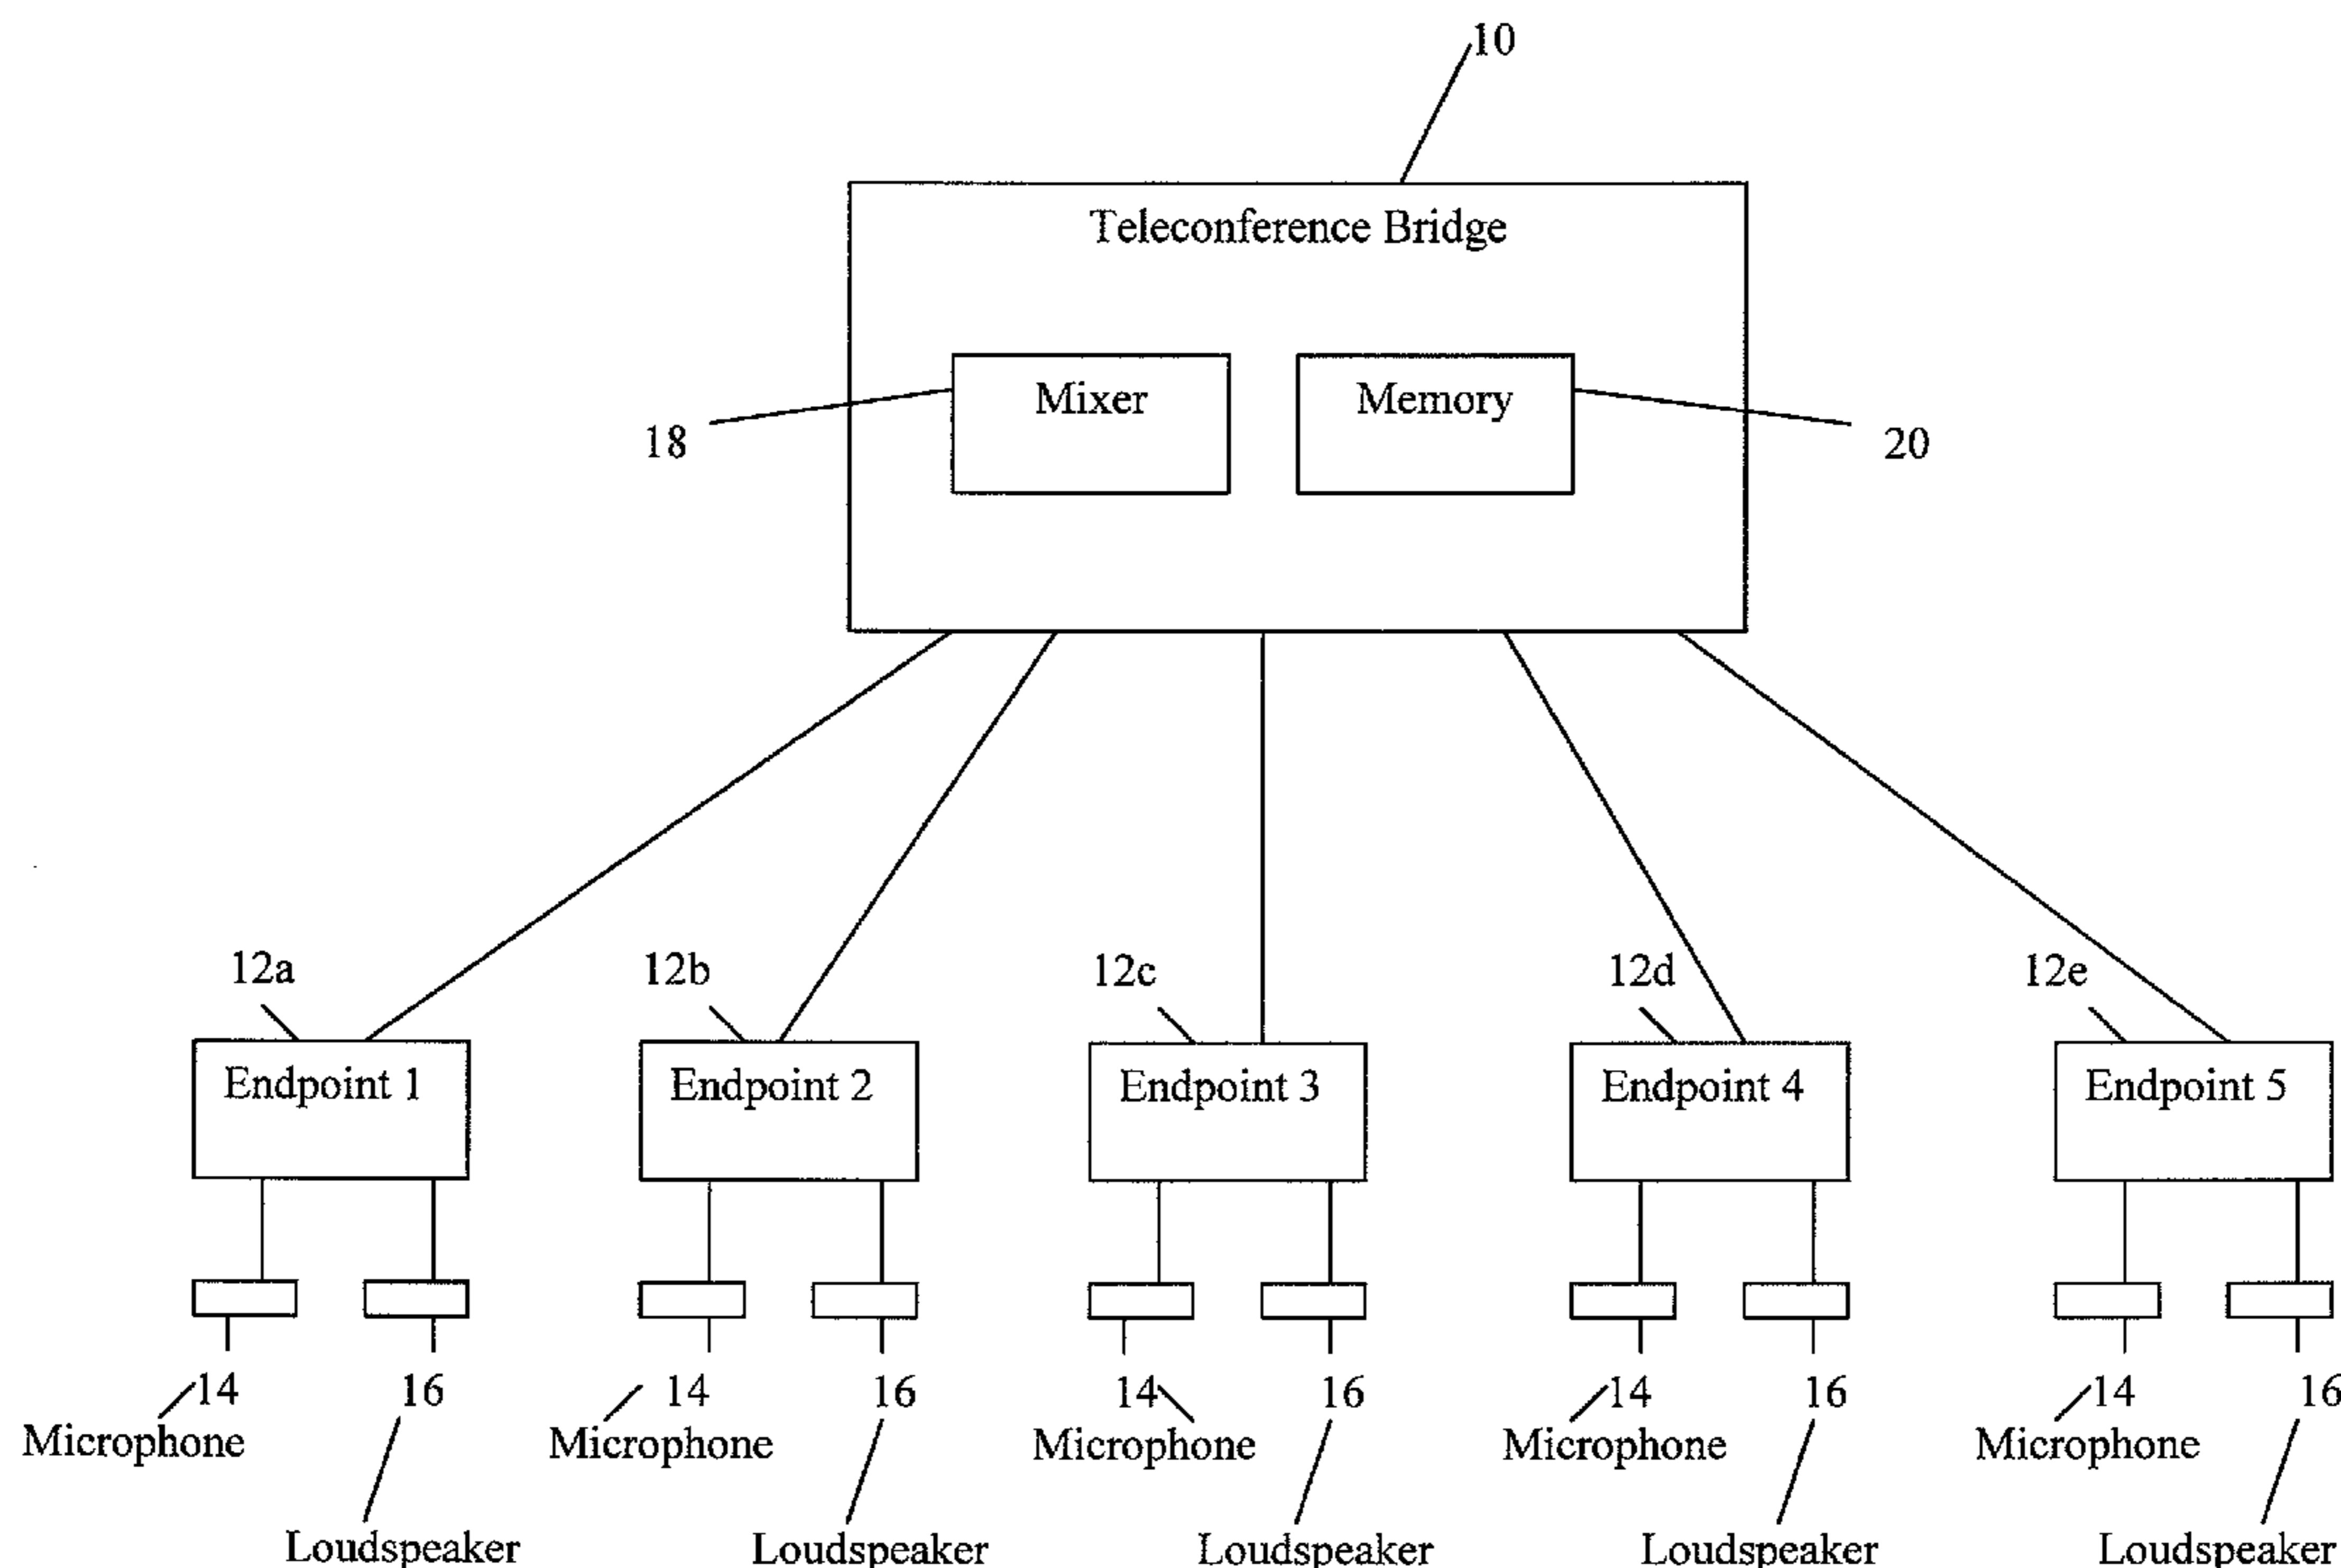 10
Teleconference Bridge
Mixer
Memory
18
20
12a
12b
12c
12d
12e
Endpoint 1
Endpoint 2
Endpoint 3
Endpoint 4
Endpoint 5
14
16
14
16
14
16
14
16
14
16
Microphone
Microphone
Microphone
Microphone
Microphone
Loudspeaker
Loudspeaker
Loudspeaker
Loudspeaker
Loudspeaker